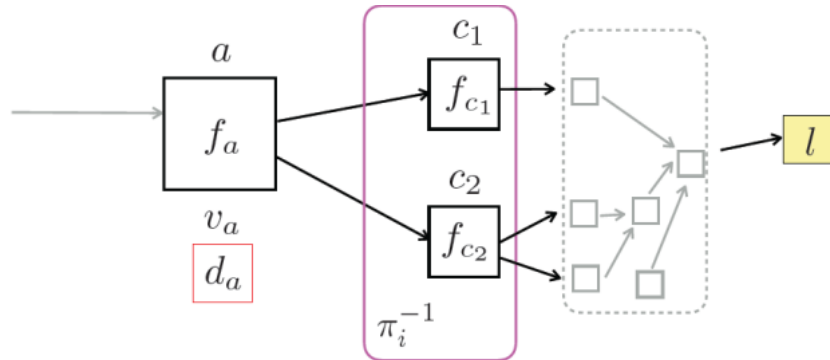 a
f_a
v_a
d_a
c_1
f_{c_1}
c_2
f_{c_2}
π_i^{-1}
l